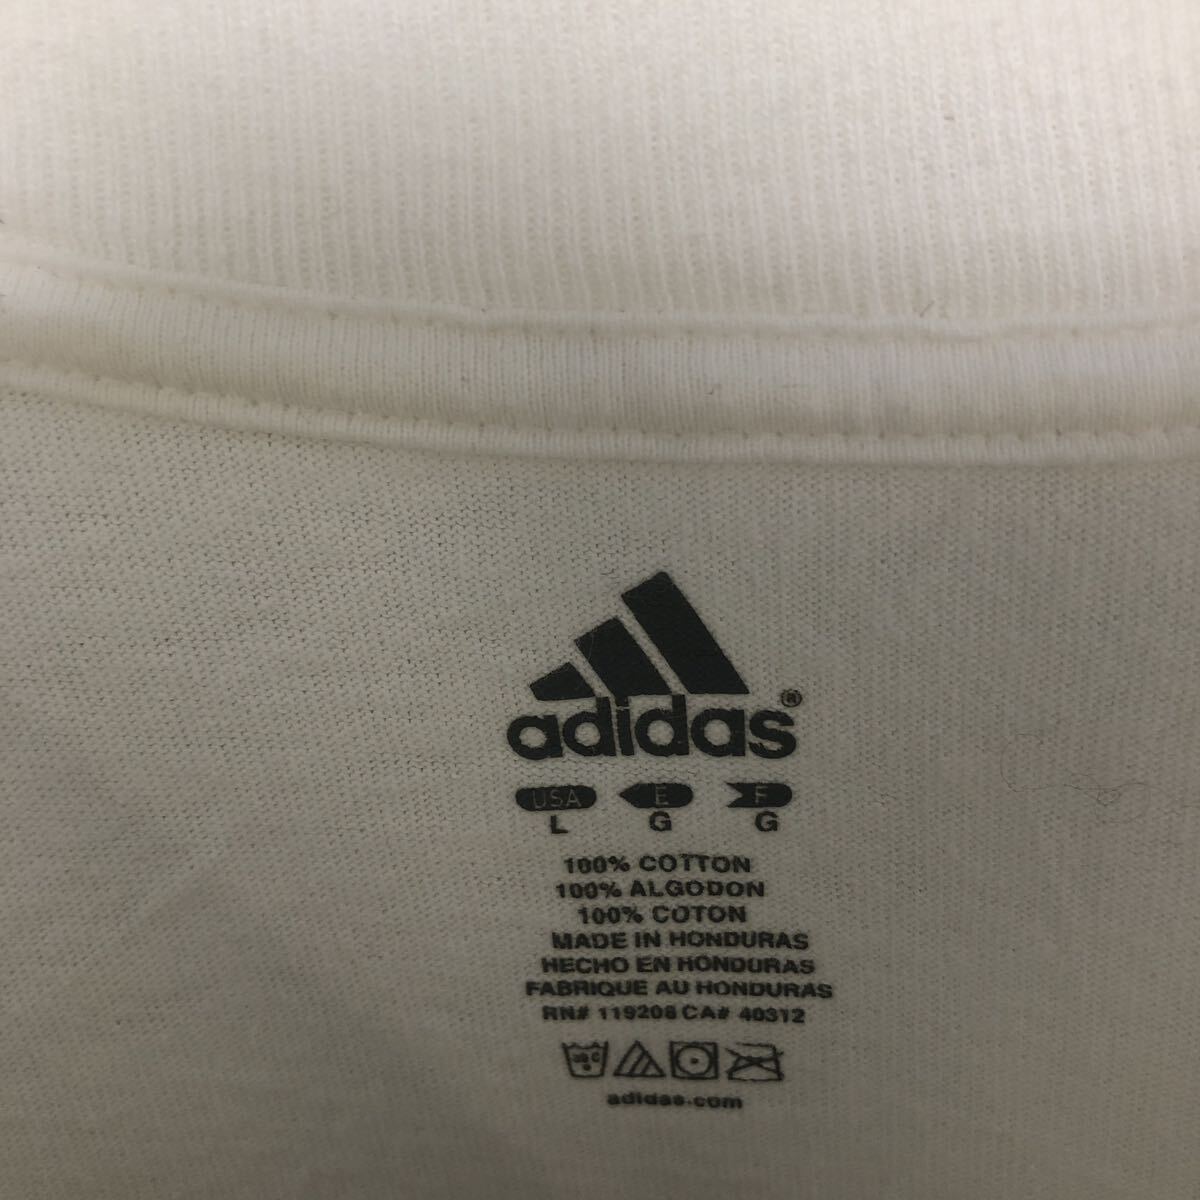 adidas®
USA E F
L G G
100% COTTON
100% ALGODON
100% COTON
MADE IN HONDURAS
HECHO EN HONDURAS
FABRIQUE AU HONDURAS
RN# 119208 CA# 40312
adidas.com